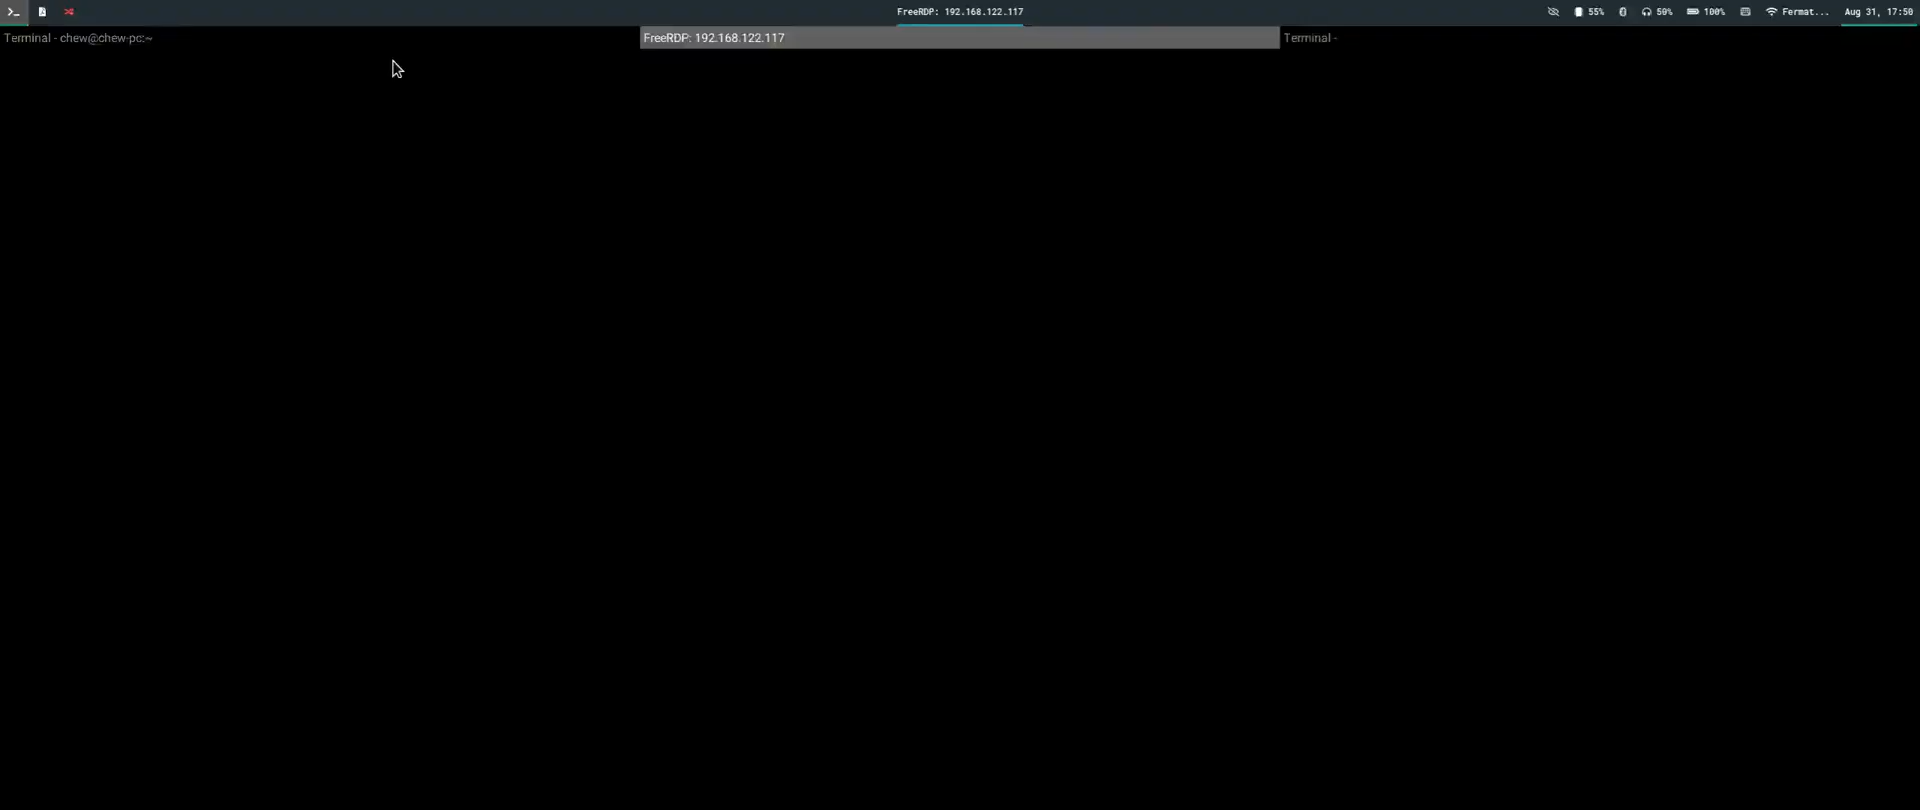 FreeRDP: 192.168.122.117
55%
50%
100%
Fermat...
Aug 31, 17:50
Terminal - chew@chew-pc:~
FreeRDP: 192.168.122.117
Terminal -